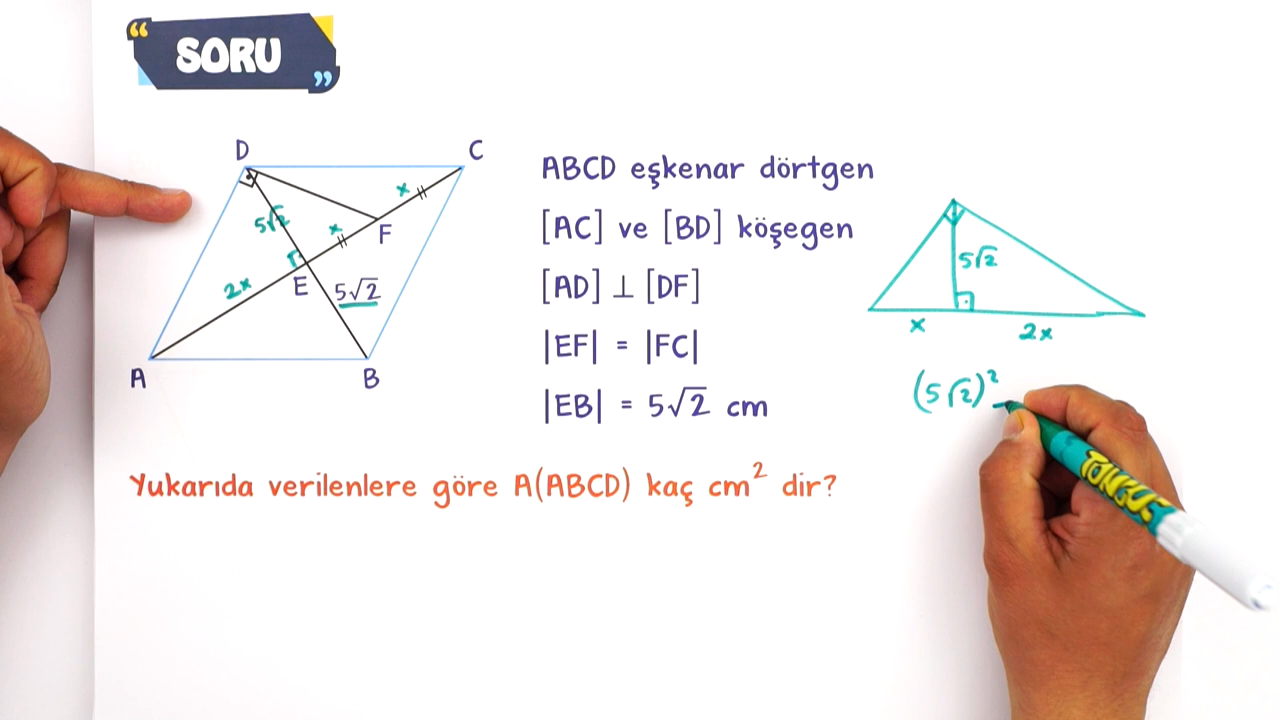 “ SORU ”
D
C
5√2
x
x
F
2x
E
5√2
A
B
ABCD eşkenar dörtgen
[AC] ve [BD] köşegen
[AD] ⊥ [DF]
|EF| = |FC|
|EB| = 5√2 cm
5√2
x
2x
(5√2)²
Yukarıda verilenlere göre A(ABCD) kaç cm² dir?
TONGUÇ